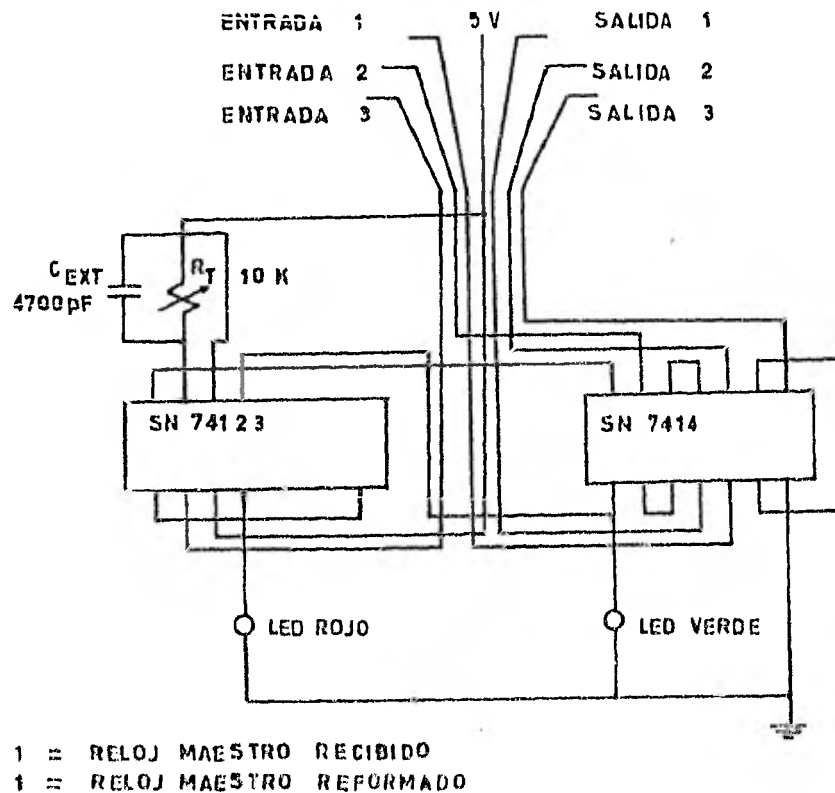 ENTRADA 1
5 V
SALIDA 1
ENTRADA 2
SALIDA 2
ENTRADA 3
SALIDA 3
C EXT
4700pF
R T 10 K
SN 74123
SN 7414
LED ROJO
LED VERDE
1 = RELOJ MAESTRO RECIBIDO
1 = RELOJ MAESTRO REFORMADO